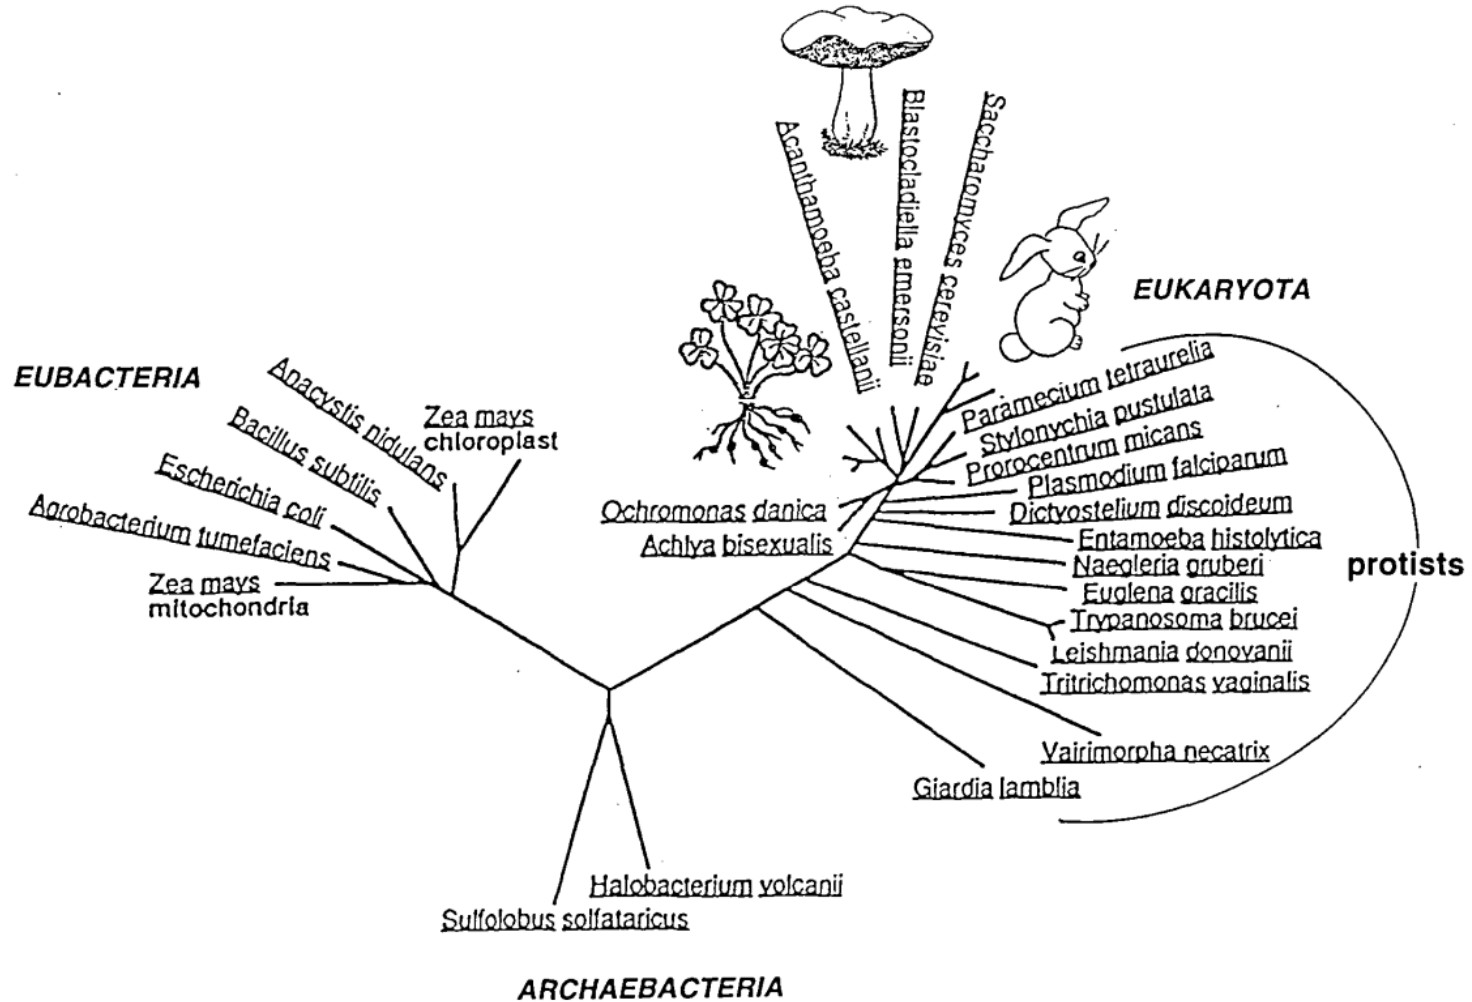 Acanthamoeba castellanii
Blastocladiella emersonii
Saccharomyces cerevisiae
EUKARYOTA
EUBACTERIA
Anacystis nidulans
Zea mays
chloroplast
Bacillus subtilis
Escherichia coli
Agrobacterium tumefaciens
Zea mays
mitochondria
Ochromonas danica
Achlya bisexualis
Paramecium tetraurelia
Stylonychia pustulata
Prorocentrum micans
Plasmodium falciparum
Dictyostelium discoideum
Entamoeba histolytica
Naegleria gruberi
Euglena gracilis
Trypanosoma brucei
Leishmania donovanii
Tritrichomonas vaginalis
Vairimorpha necatrix
Giardia lamblia
protists
Halobacterium volcanii
Sulfolobus solfataricus
ARCHAEBACTERIA